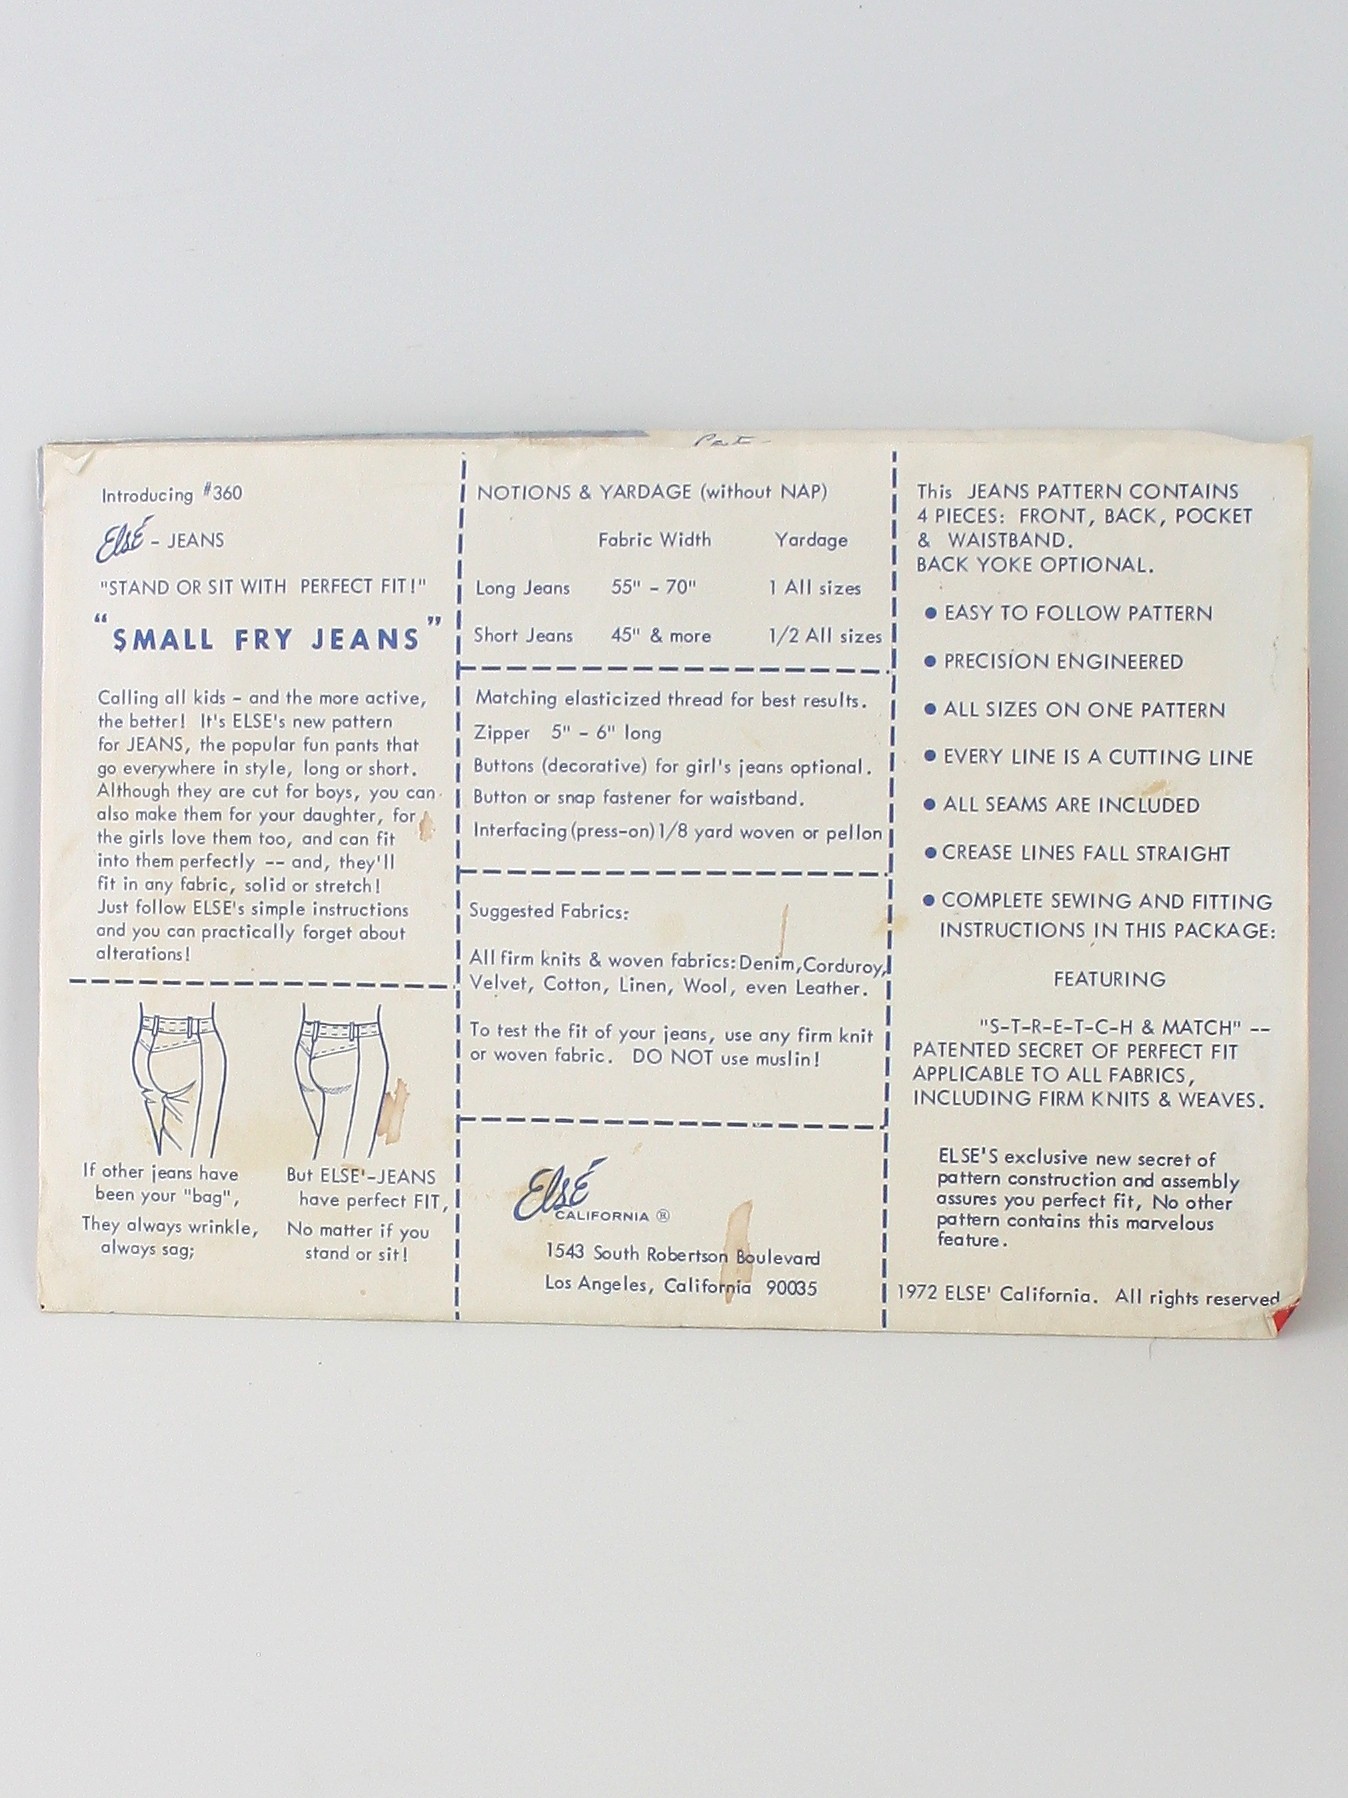 Pat
Introducing #360
Elsé - JEANS
"STAND OR SIT WITH PERFECT FIT!"
"SMALL FRY JEANS"
Calling all kids - and the more active,
the better! It's ELSE's new pattern
for JEANS, the popular fun pants that
go everywhere in style, long or short.
Although they are cut for boys, you can
also make them for your daughter, for
the girls love them too, and can fit
into them perfectly -- and, they'll
fit in any fabric, solid or stretch!
Just follow ELSE's simple instructions
and you can practically forget about
alterations!
If other jeans have
been your "bag",
They always wrinkle,
always sag;
But ELSE'-JEANS
have perfect FIT,
No matter if you
stand or sit!
NOTIONS & YARDAGE (without NAP)
Fabric Width Yardage
Long Jeans 55" - 70" 1 All sizes
Short Jeans 45" & more 1/2 All sizes
Matching elasticized thread for best results.
Zipper 5" - 6" long
Buttons (decorative) for girl's jeans optional.
Button or snap fastener for waistband.
Interfacing (press-on) 1/8 yard woven or pellon
Suggested Fabrics:
All firm knits & woven fabrics: Denim, Corduroy,
Velvet, Cotton, Linen, Wool, even Leather.
To test the fit of your jeans, use any firm knit
or woven fabric. DO NOT use muslin!
Elsé
CALIFORNIA ®
1543 South Robertson Boulevard
Los Angeles, California 90035
This JEANS PATTERN CONTAINS
4 PIECES: FRONT, BACK, POCKET
& WAISTBAND.
BACK YOKE OPTIONAL.
• EASY TO FOLLOW PATTERN
• PRECISION ENGINEERED
• ALL SIZES ON ONE PATTERN
• EVERY LINE IS A CUTTING LINE
• ALL SEAMS ARE INCLUDED
• CREASE LINES FALL STRAIGHT
• COMPLETE SEWING AND FITTING
INSTRUCTIONS IN THIS PACKAGE:
FEATURING
"S-T-R-E-T-C-H & MATCH" --
PATENTED SECRET OF PERFECT FIT
APPLICABLE TO ALL FABRICS,
INCLUDING FIRM KNITS & WEAVES.
ELSE'S exclusive new secret of
pattern construction and assembly
assures you perfect fit, No other
pattern contains this marvelous
feature.
1972 ELSE' California. All rights reserved